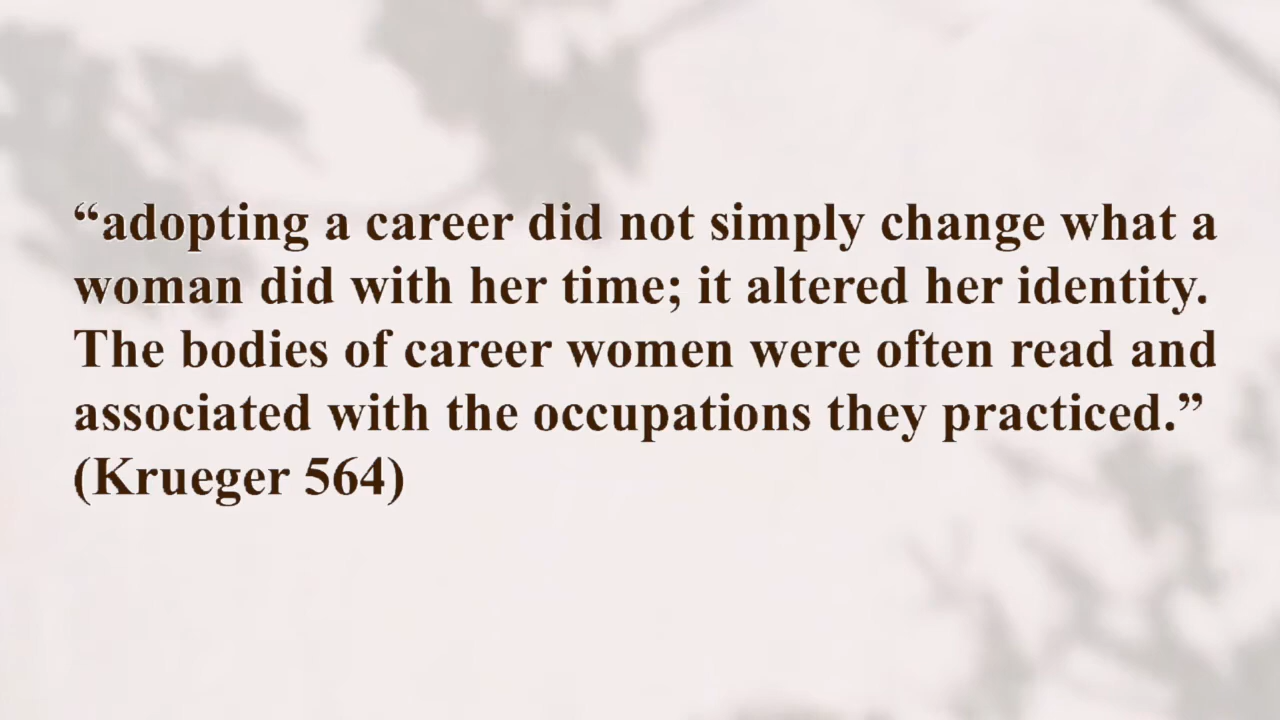 “adopting a career did not simply change what a
woman did with her time; it altered her identity.
The bodies of career women were often read and
associated with the occupations they practiced.”
(Krueger 564)